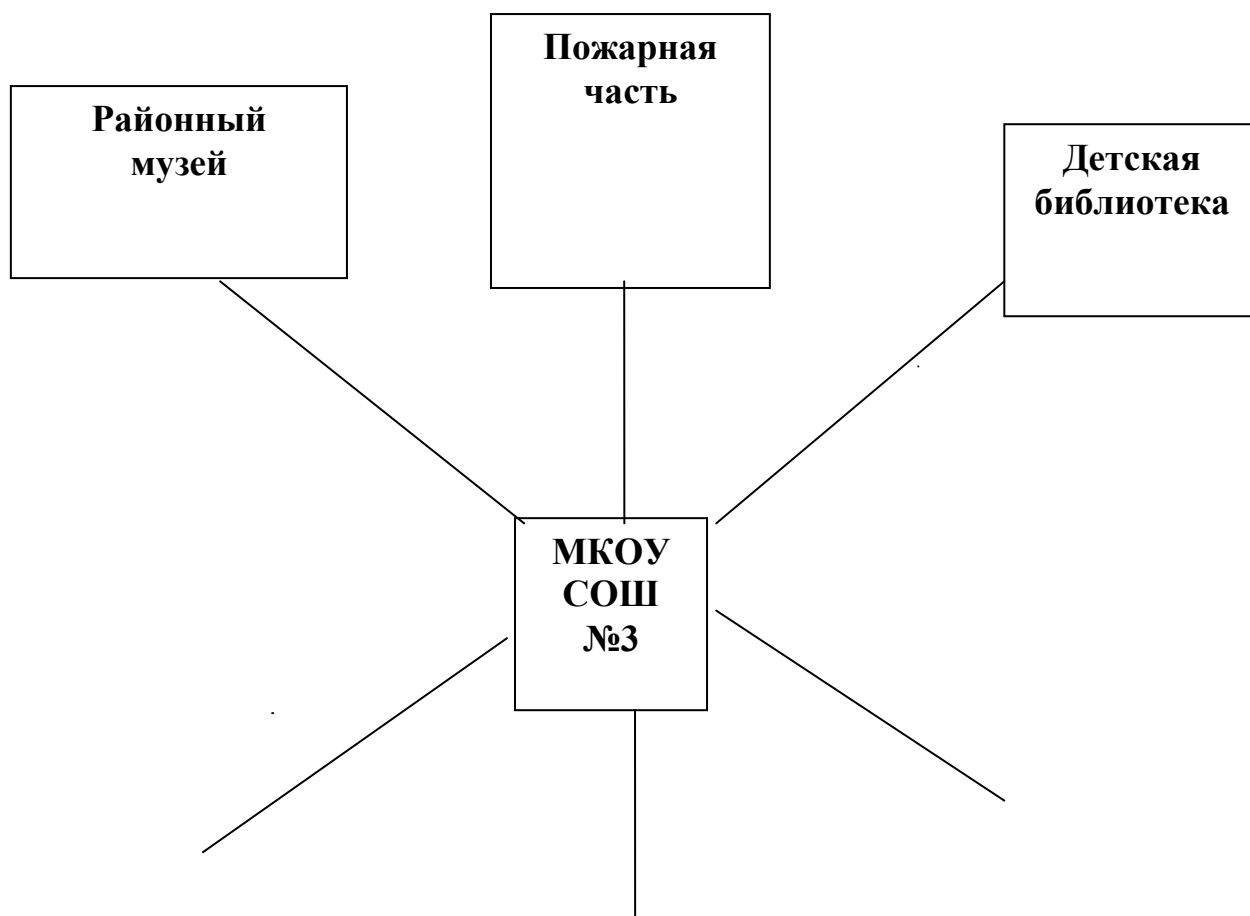 Пожарная
часть
Районный
музей
Детская
библиотека
МКОУ
СОШ
№3